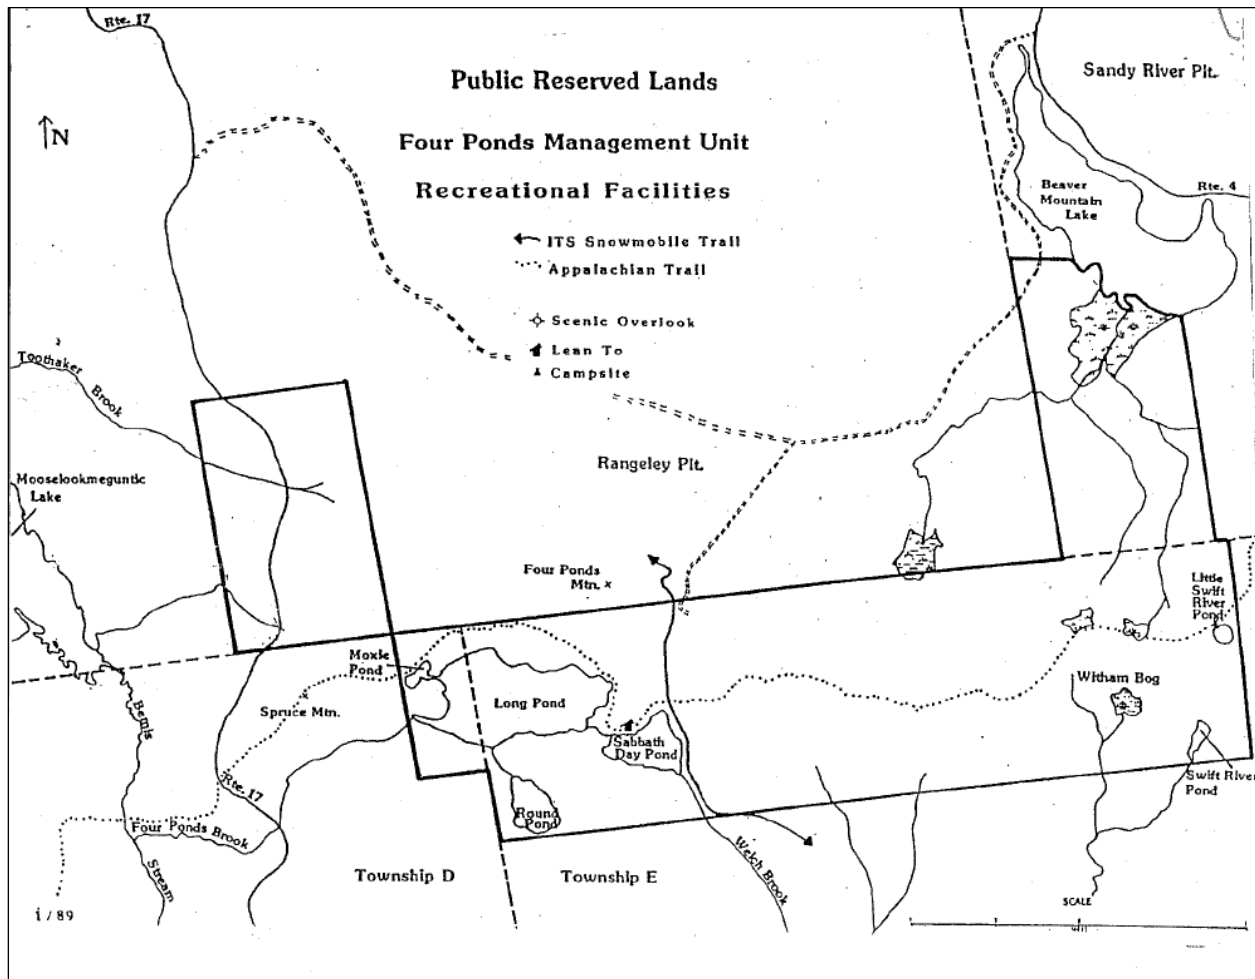 Rte. 17
Public Reserved Lands
Four Ponds Management Unit
Recreational Facilities
N
Sandy River Plt.
Beaver
Mountain
Lake
Rte. 4
ITS Snowmobile Trail
Appalachian Trail
Scenic Overlook
Lean To
Campsite
Toothaker
Brook
Mooselookmeguntic
Lake
Rangeley Plt.
Four Ponds
Mtn. x
Little
Swift
River
Pond
Moxie
Pond
Spruce Mtn.
Long Pond
Witham Bog
Bemis
Sabbath
Day Pond
Swift River
Pond
Rte. 17
Round
Pond
Four Ponds
Brook
Stream
Township D
Township E
Welch Brook
1/89
SCALE